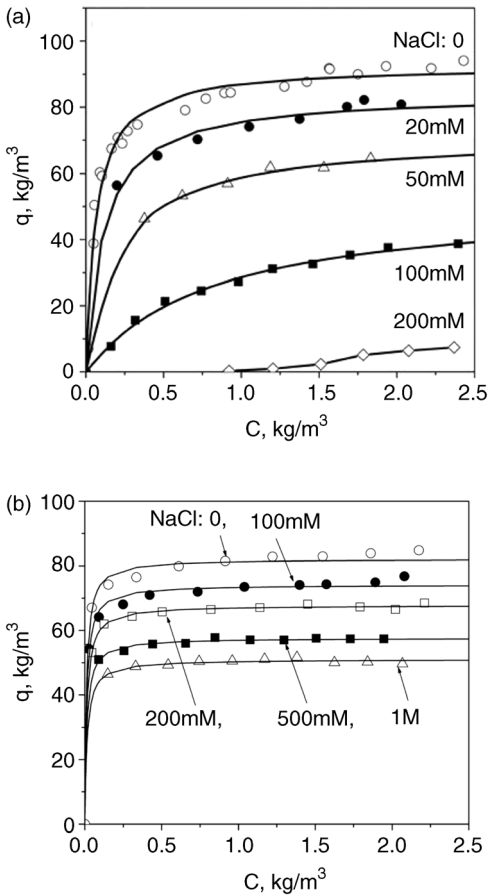 (a)
NaCl: 0
20mM
50mM
100mM
200mM
100
80
60
40
20
0
q, kg/m³
0.0 0.5 1.0 1.5 2.0 2.5
C, kg/m³
(b)
NaCl: 0, 100mM
200mM, 500mM, 1M
100
80
60
40
20
0
q, kg/m³
0.0 0.5 1.0 1.5 2.0 2.5
C, kg/m³